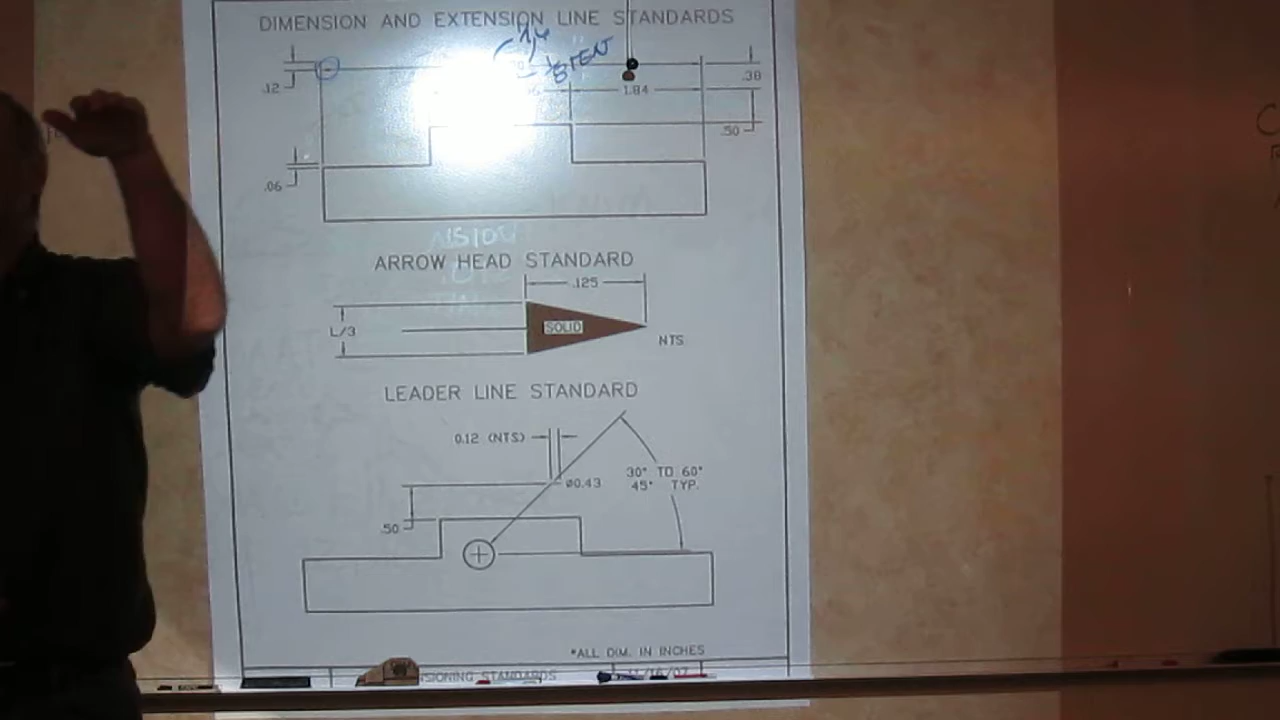 DIMENSION AND EXTENSION LINE STANDARDS
.12
.38
1.84
.50
.06
ARROW HEAD STANDARD
.125
L/3
SOLID
NTS
LEADER LINE STANDARD
0.12 (NTS)
30° TO 60°
ø0.43
45° TYP.
.50
*ALL DIM. IN INCHES
STANDARDS